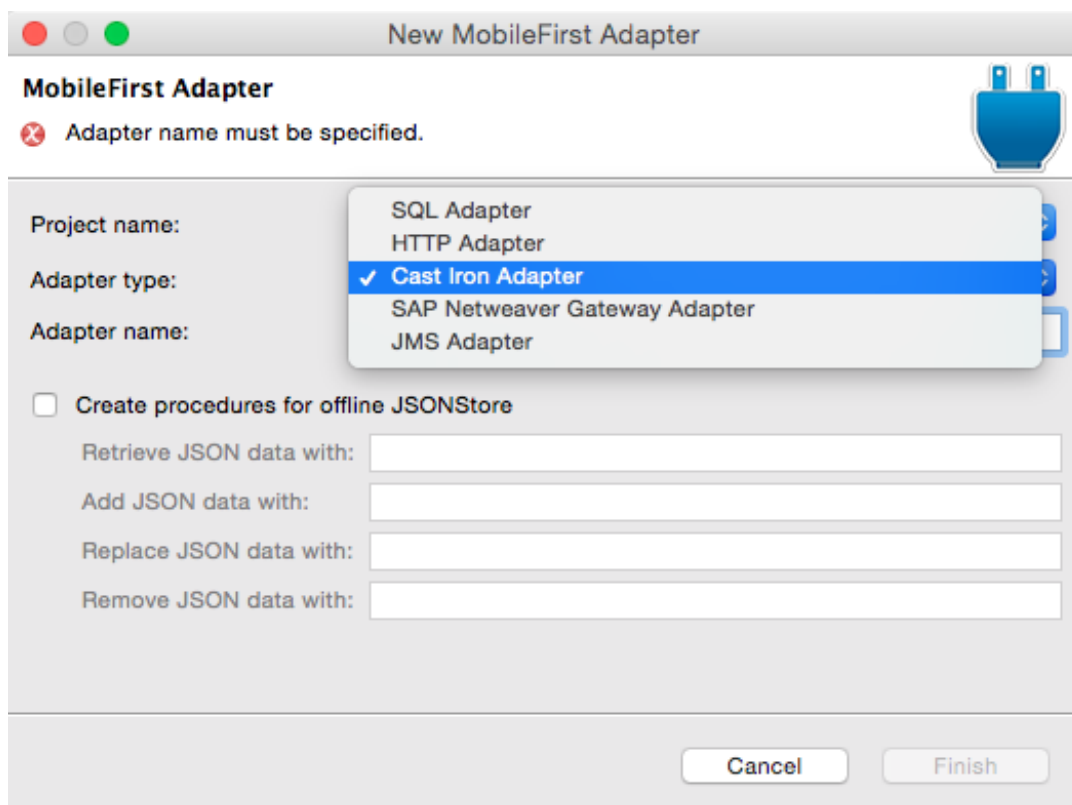 New MobileFirst Adapter
MobileFirst Adapter
Adapter name must be specified.
Project name:
SQL Adapter
HTTP Adapter
Adapter type:
✓ Cast Iron Adapter
SAP Netweaver Gateway Adapter
Adapter name:
JMS Adapter
Create procedures for offline JSONStore
Retrieve JSON data with:
Add JSON data with:
Replace JSON data with:
Remove JSON data with:
Cancel
Finish